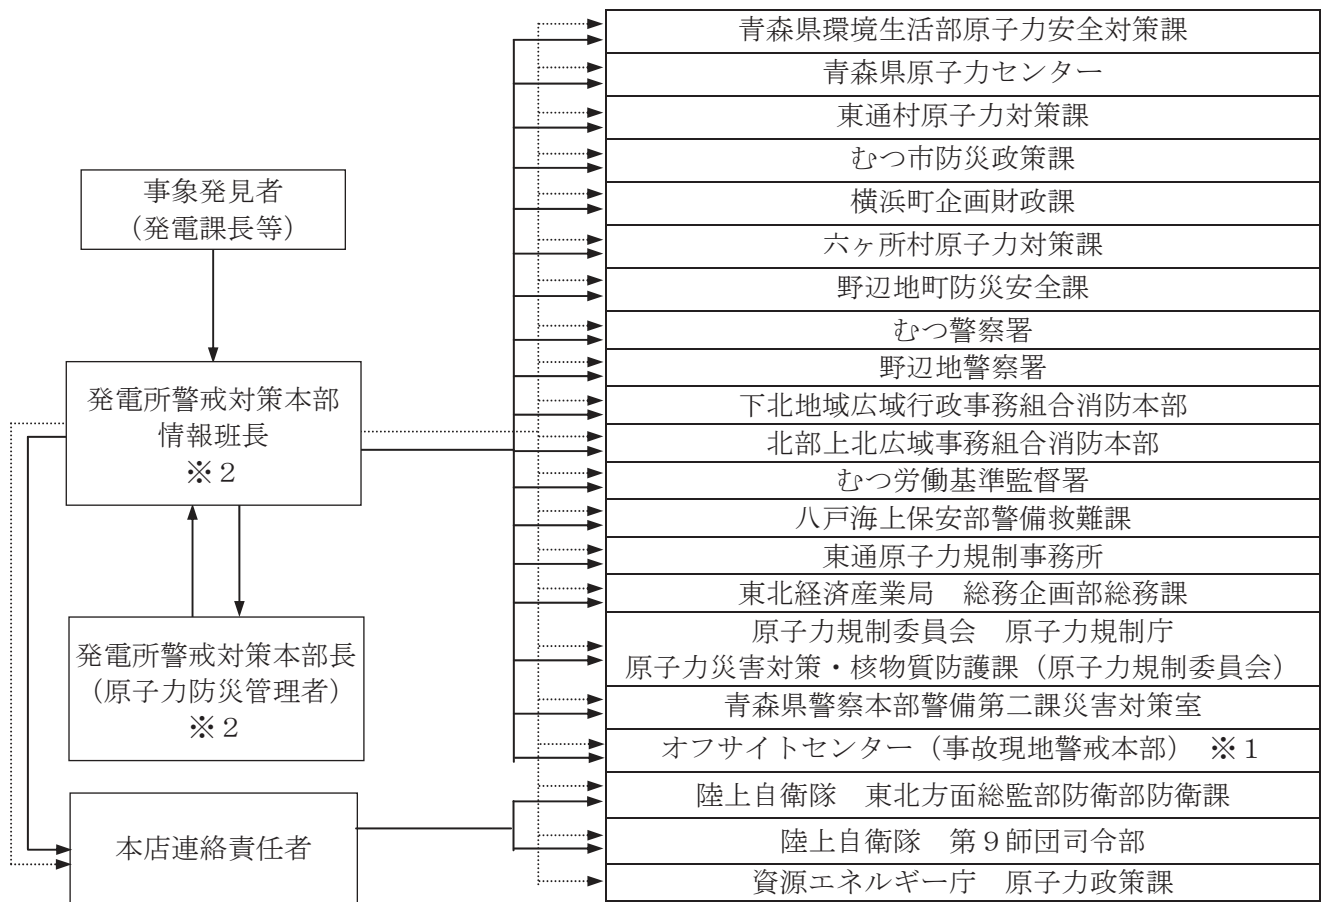 事象発見者
（発電課長等）
発電所警戒対策本部
情報班長
※２
発電所警戒対策本部長
（原子力防災管理者）
※２
本店連絡責任者
青森県環境生活部原子力安全対策課
青森県原子力センター
東通村原子力対策課
むつ市防災政策課
横浜町企画財政課
六ヶ所村原子力対策課
野辺地町防災安全課
むつ警察署
野辺地警察署
下北地域広域行政事務組合消防本部
北部上北広域事務組合消防本部
むつ労働基準監督署
八戸海上保安部警備救難課
東通原子力規制事務所
東北経済産業局　総務企画部総務課
原子力規制委員会　原子力規制庁
原子力災害対策・核物質防護課（原子力規制委員会）
青森県警察本部警備第二課災害対策室
オフサイトセンター（事故現地警戒本部）　※１
陸上自衛隊　東北方面総監部防衛部防衛課
陸上自衛隊　第９師団司令部
資源エネルギー庁　原子力政策課